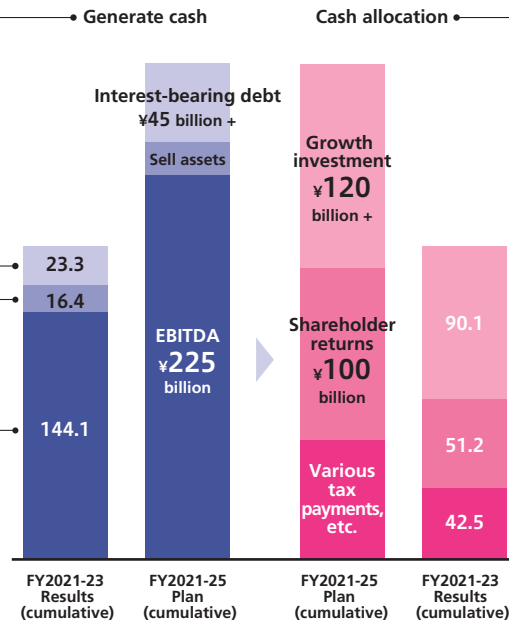 Generate cash
Cash allocation
Interest-bearing debt
¥45 billion +
Sell assets
EBITDA
¥225
billion
23.3
16.4
144.1
Growth
investment
¥120
billion +
Shareholder
returns
¥100
billion
Various
tax
payments,
etc.
90.1
51.2
42.5
FY2021-23
Results
(cumulative)
FY2021-25
Plan
(cumulative)
FY2021-25
Plan
(cumulative)
FY2021-23
Results
(cumulative)